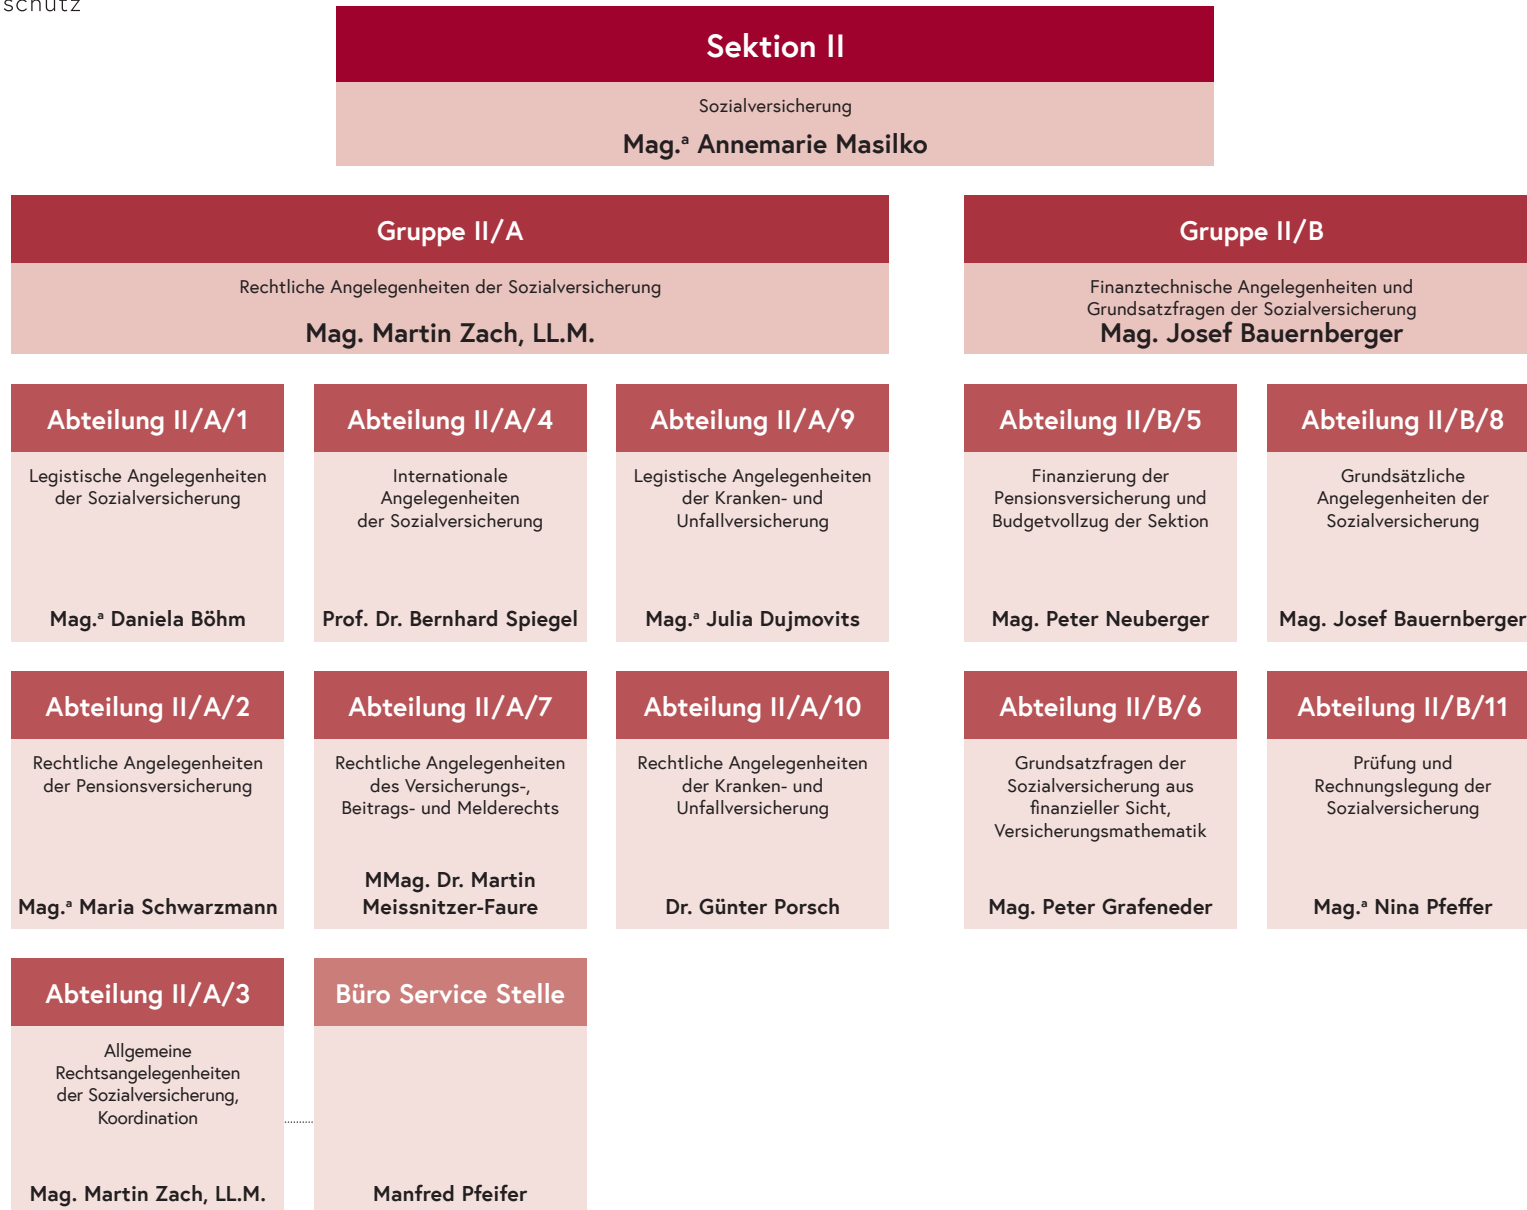 schutz
Sektion II
Sozialversicherung
Mag.ª Annemarie Masilko
Gruppe II/A
Rechtliche Angelegenheiten der Sozialversicherung
Mag. Martin Zach, LL.M.
Gruppe II/B
Finanztechnische Angelegenheiten und
Grundsatzfragen der Sozialversicherung
Mag. Josef Bauernberger
Abteilung II/A/1
Legistische Angelegenheiten
der Sozialversicherung
Mag.ª Daniela Böhm
Abteilung II/A/4
Internationale
Angelegenheiten
der Sozialversicherung
Prof. Dr. Bernhard Spiegel
Abteilung II/A/9
Legistische Angelegenheiten
der Kranken- und
Unfallversicherung
Mag.ª Julia Dujmovits
Abteilung II/B/5
Finanzierung der
Pensionsversicherung und
Budgetvollzug der Sektion
Mag. Peter Neuberger
Abteilung II/B/8
Grundsätzliche
Angelegenheiten der
Sozialversicherung
Mag. Josef Bauernberger
Abteilung II/A/2
Rechtliche Angelegenheiten
der Pensionsversicherung
Mag.ª Maria Schwarzmann
Abteilung II/A/7
Rechtliche Angelegenheiten
des Versicherungs-,
Beitrags- und Melderechts
MMag. Dr. Martin
Meissnitzer-Faure
Abteilung II/A/10
Rechtliche Angelegenheiten
der Kranken- und
Unfallversicherung
Dr. Günter Porsch
Abteilung II/B/6
Grundsatzfragen der
Sozialversicherung aus
finanzieller Sicht,
Versicherungsmathematik
Mag. Peter Grafeneder
Abteilung II/B/11
Prüfung und
Rechnungslegung der
Sozialversicherung
Mag.ª Nina Pfeffer
Abteilung II/A/3
Allgemeine
Rechtsangelegenheiten
der Sozialversicherung,
Koordination
Mag. Martin Zach, LL.M.
Büro Service Stelle
Manfred Pfeifer